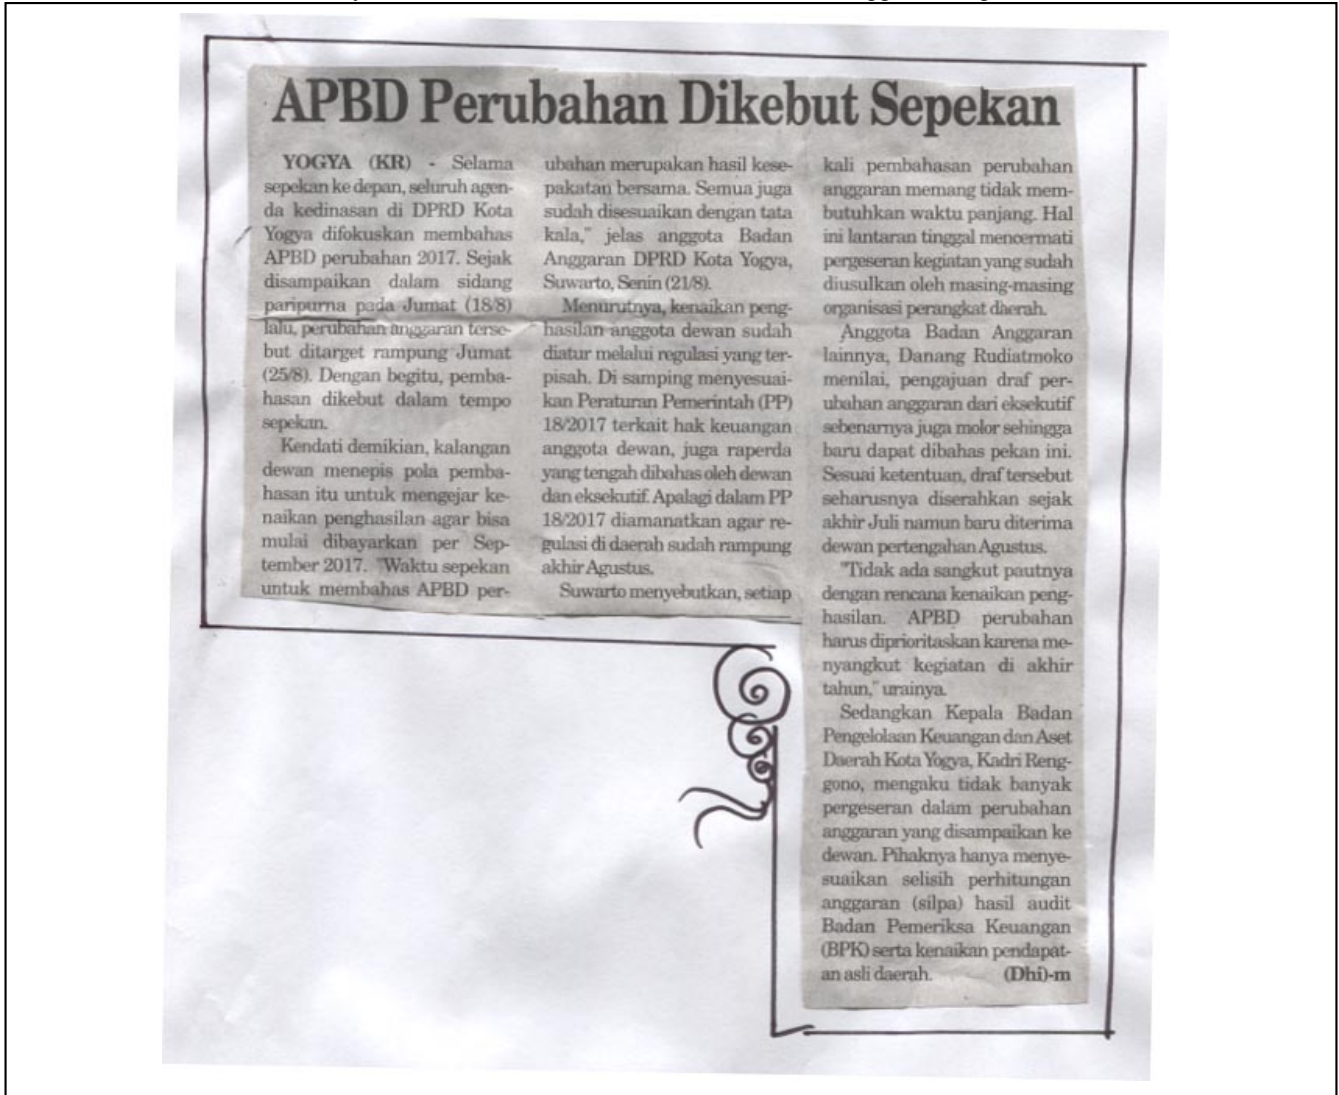 APBD Perubahan Dikebut Sepekan
YOGYA (KR) - Selama
sepekan ke depan, seluruh agen-
da kedinasan di DPRD Kota
Yogya difokuskan membahas
APBD perubahan 2017. Sejak
disampaikan dalam sidang
paripurna pada Jumat (18/8)
lalu, perubahan anggaran terse-
but ditarget rampung Jumat
(25/8). Dengan begitu, pemba-
hasan dikebut dalam tempo
sepekan.
Kendati demikian, kalangan
dewan menepis pola pemba-
hasan itu untuk mengejar ke-
naikan penghasilan agar bisa
mulai dibayarkan per Sep-
tember 2017. "Waktu sepekan
untuk membahas APBD per-
ubahan merupakan hasil kese-
pakatan bersama. Semua juga
sudah disesuaikan dengan tata
kala," jelas anggota Badan
Anggaran DPRD Kota Yogya,
Suwarto, Senin (21/8).
Menurutnya, kenaikan peng-
hasilan anggota dewan sudah
diatur melalui regulasi yang ter-
pisah. Di samping menyesuai-
kan Peraturan Pemerintah (PP)
18/2017 terkait hak keuangan
anggota dewan, juga raperda
yang tengah dibahas oleh dewan
dan eksekutif. Apalagi dalam PP
18/2017 diamanatkan agar re-
gulasi di daerah sudah rampung
akhir Agustus.
Suwarto menyebutkan, setiap
kali pembahasan perubahan
anggaran memang tidak mem-
butuhkan waktu panjang. Hal
ini lantaran tinggal mencermati
pergeseran kegiatan yang sudah
diusulkan oleh masing-masing
organisasi perangkat daerah.
Anggota Badan Anggaran
lainnya, Danang Rudiatmoko
menilai, pengajuan draf per-
ubahan anggaran dari eksekutif
sebenarnya juga molor sehingga
baru dapat dibahas pekan ini.
Sesuai ketentuan, draf tersebut
seharusnya diserahkan sejak
akhir Juli namun baru diterima
dewan pertengahan Agustus.
"Tidak ada sangkut pautnya
dengan rencana kenaikan peng-
hasilan. APBD perubahan
harus diprioritaskan karena me-
nyangkut kegiatan di akhir
tahun," urainya.
Sedangkan Kepala Badan
Pengelolaan Keuangan dan Aset
Daerah Kota Yogya, Kadri Reng-
gono, mengaku tidak banyak
pergeseran dalam perubahan
anggaran yang disampaikan ke
dewan. Pihaknya hanya menye-
suaikan selisih perhitungan
anggaran (silpa) hasil audit
Badan Pemeriksa Keuangan
(BPK) serta kenaikan pendapat-
an asli daerah. (Dhi)-m